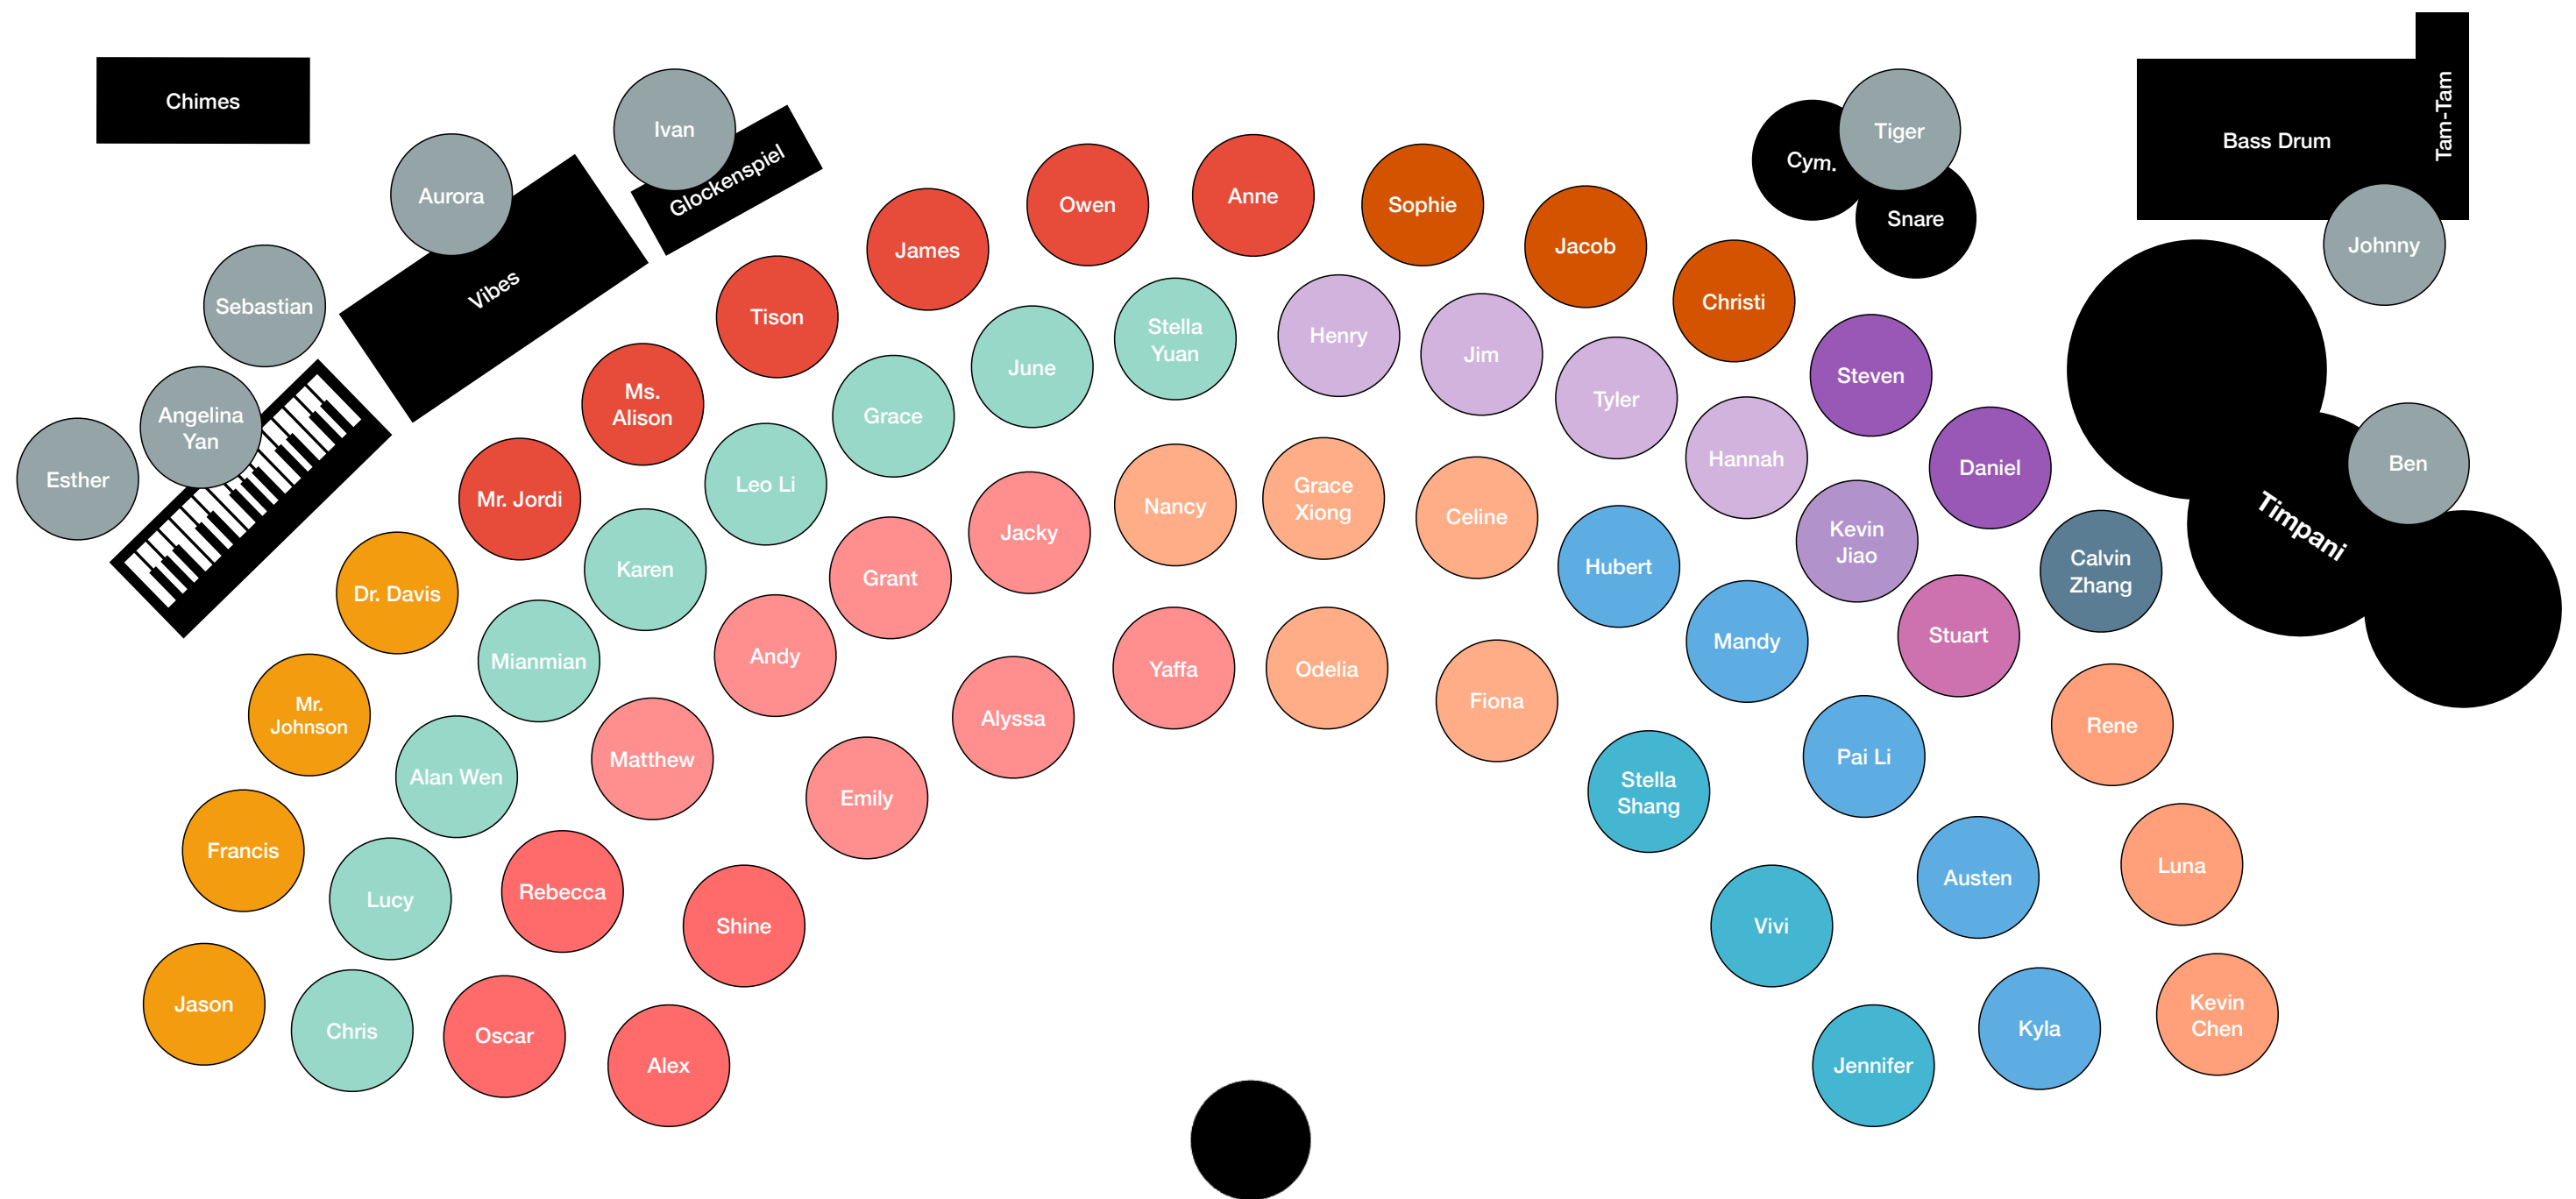 Chimes
Ivan
Tiger
Cym.
Snare
Bass Drum
Tam-Tam
Aurora
Glockenspiel
Vibes
Sebastian
Angelina
Yan
Esther
Johnny
Ben
Timpani
Jason
Francis
Mr.
Johnson
Dr. Davis
Mr. Jordi
Ms.
Alison
Tison
James
Owen
Anne
Sophie
Jacob
Christi
Steven
Daniel
Calvin
Zhang
Rene
Luna
Kevin
Chen
Chris
Lucy
Alan Wen
Mianmian
Karen
Leo Li
Grace
June
Stella
Yuan
Henry
Jim
Tyler
Hannah
Kevin
Jiao
Stuart
Oscar
Rebecca
Matthew
Andy
Grant
Jacky
Nancy
Grace
Xiong
Celine
Hubert
Mandy
Pai Li
Austen
Kyla
Alex
Shine
Emily
Alyssa
Yaffa
Odelia
Fiona
Stella
Shang
Vivi
Jennifer